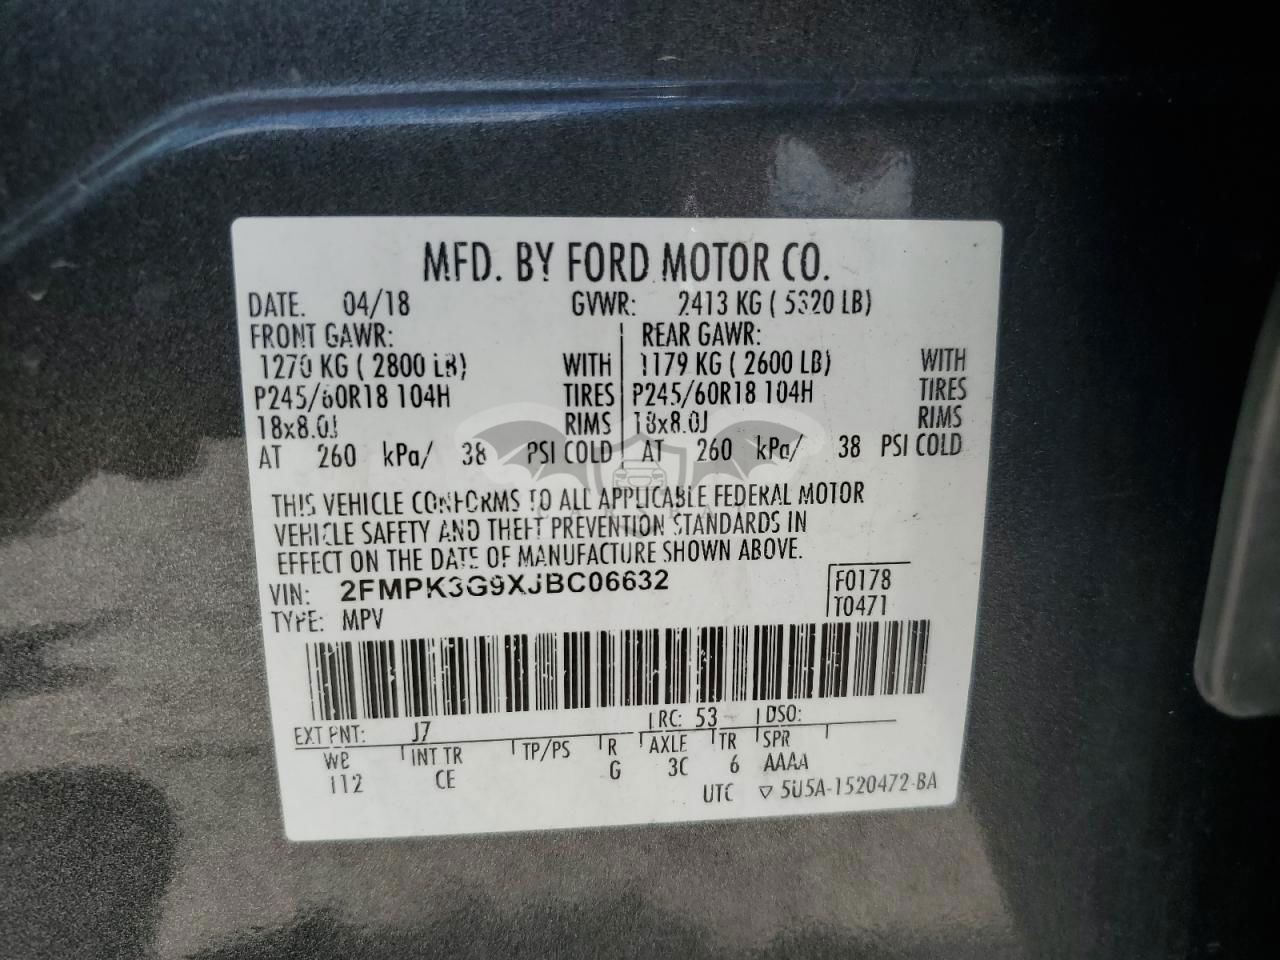 MFD. BY FORD MOTOR CO.
DATE. 04/18 GVWR: 2413 KG ( 5320 LB)
FRONT GAWR: REAR GAWR:
1270 KG ( 2800 LB) WITH 1179 KG ( 2600 LB) WITH
P245/60R18 104H TIRES P245/60R18 104H TIRES
18x8.0J RIMS 18x8.0J RIMS
AT 260 kPa/ 38 PSI COLD AT 260 kPa/ 38 PSI COLD
THIS VEHICLE CONFORMS TO ALL APPLICABLE FEDERAL MOTOR
VEHICLE SAFETY AND THEFT PREVENTION STANDARDS IN
EFFECT ON THE DATE OF MANUFACTURE SHOWN ABOVE.
VIN: 2FMPK3G9XJBC06632 F0178
TYPE: MPV T0471
EXT PNT: J7 RC: 53 DSO:
WB INT TR TP/PS R AXLE TR SPR
112 CE G 3C 6 AAAA
UTC ▽ 5U5A-1520472-BA